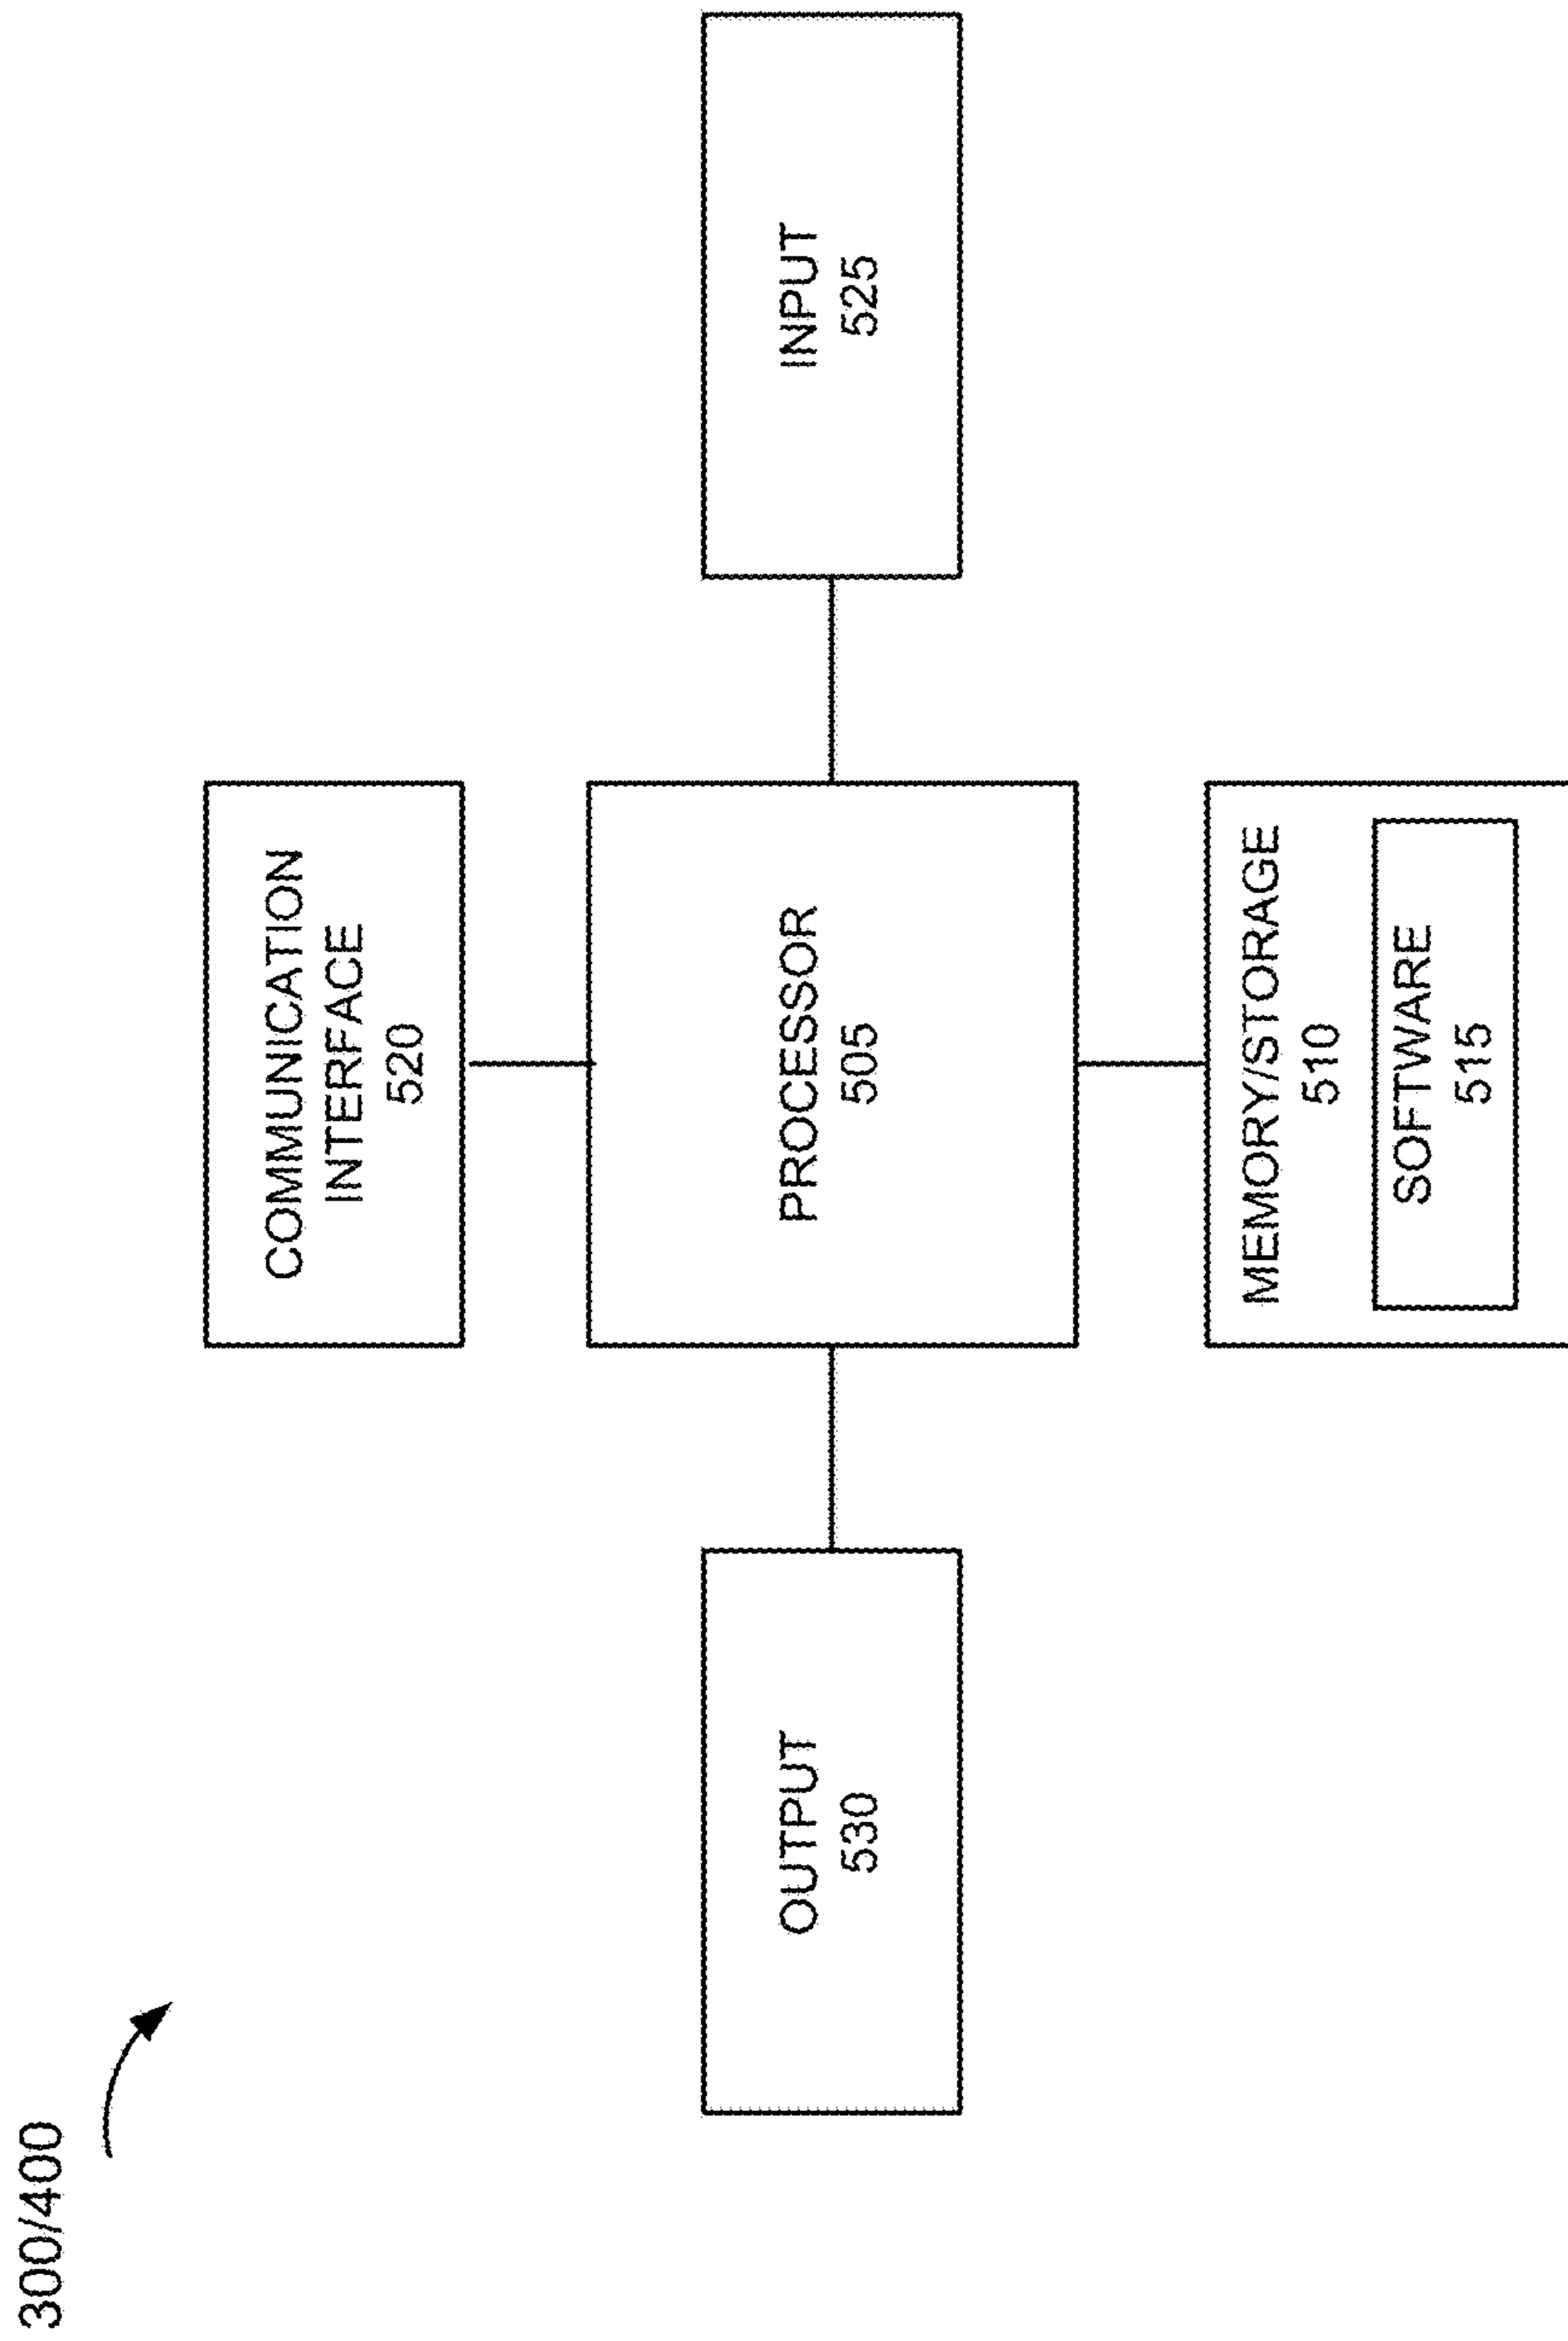 300/400
COMMUNICATION
INTERFACE
520
OUTPUT
530
PROCESSOR
505
INPUT
525
MEMORY/STORAGE
510
SOFTWARE
515